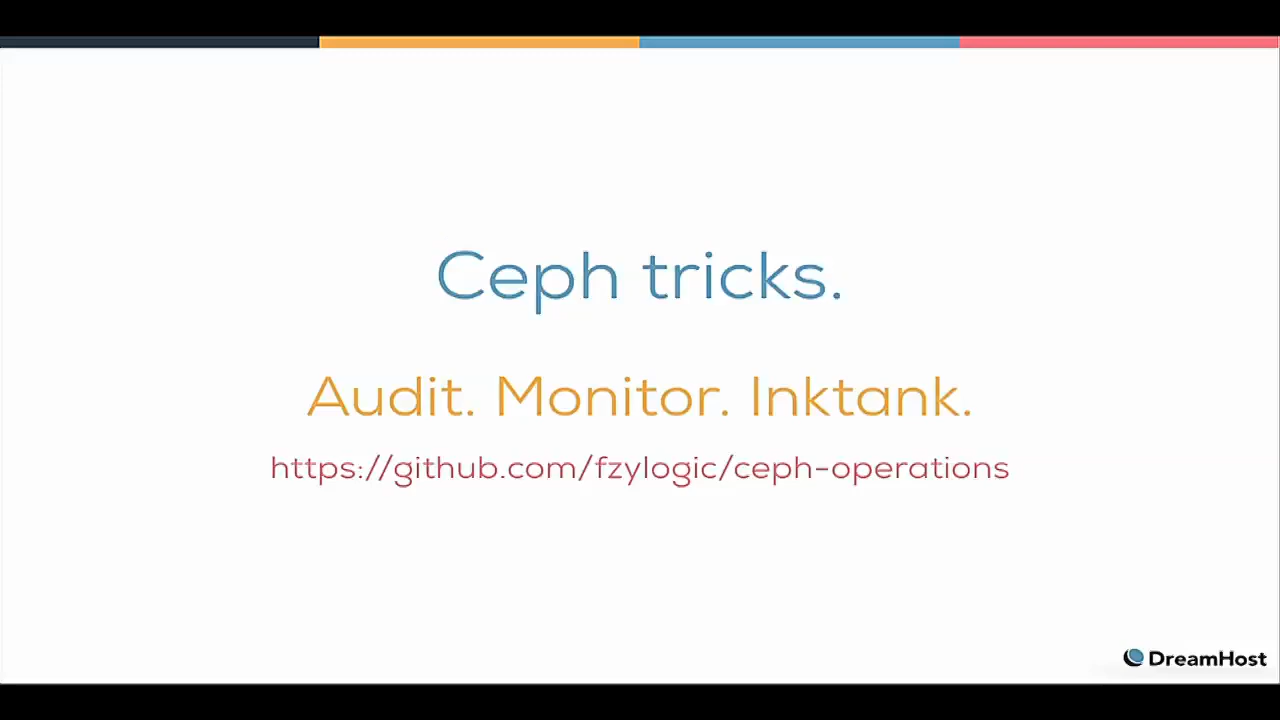 Ceph tricks.
Audit. Monitor. Inktank.
https://github.com/fzylogic/ceph-operations
DreamHost